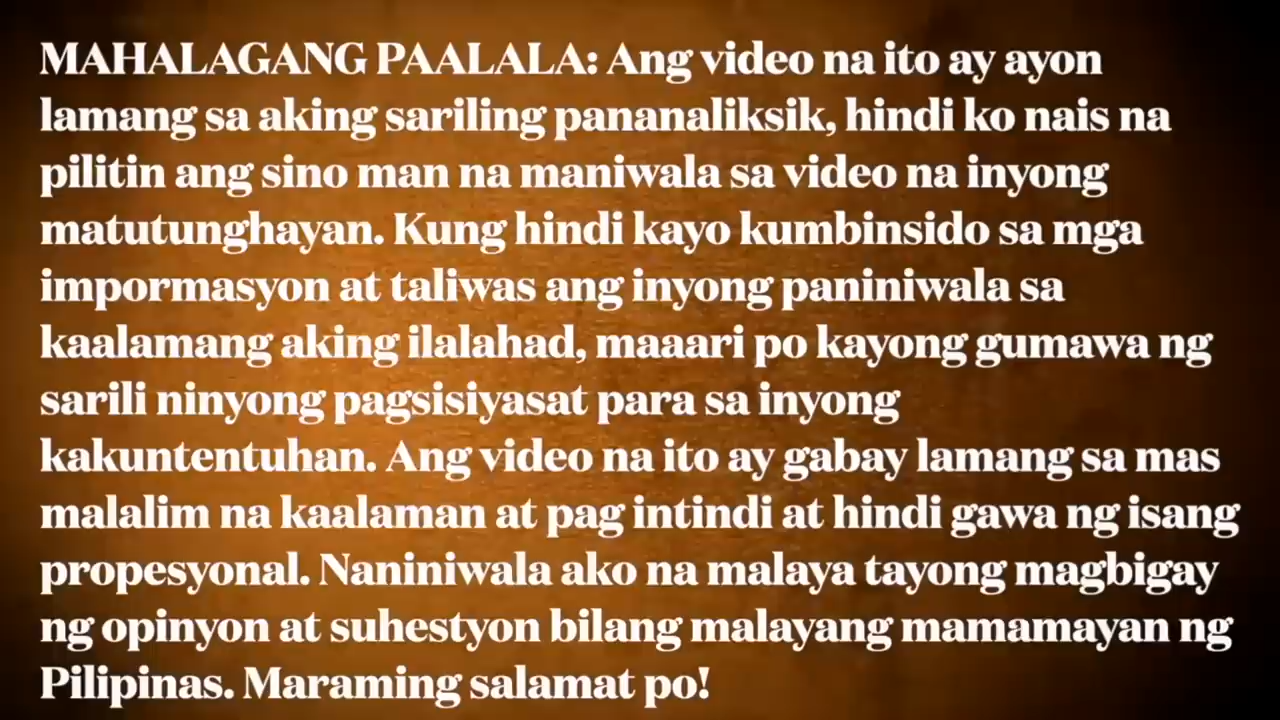 MAHALAGANG PAALALA: Ang video na ito ay ayon
lamang sa aking sariling pananaliksik, hindi ko nais na
pilitin ang sino man na maniwala sa video na inyong
matutunghayan. Kung hindi kayo kumbinsido sa mga
impormasyon at taliwas ang inyong paniniwala sa
kaalamang aking ilalahad, maaari po kayong gumawa ng
sarili ninyong pagsisiyasat para sa inyong
kakuntentuhan. Ang video na ito ay gabay lamang sa mas
malalim na kaalaman at pag intindi at hindi gawa ng isang
propesyonal. Naniniwala ako na malaya tayong magbigay
ng opinyon at suhestyon bilang malayang mamamayan ng
Pilipinas. Maraming salamat po!